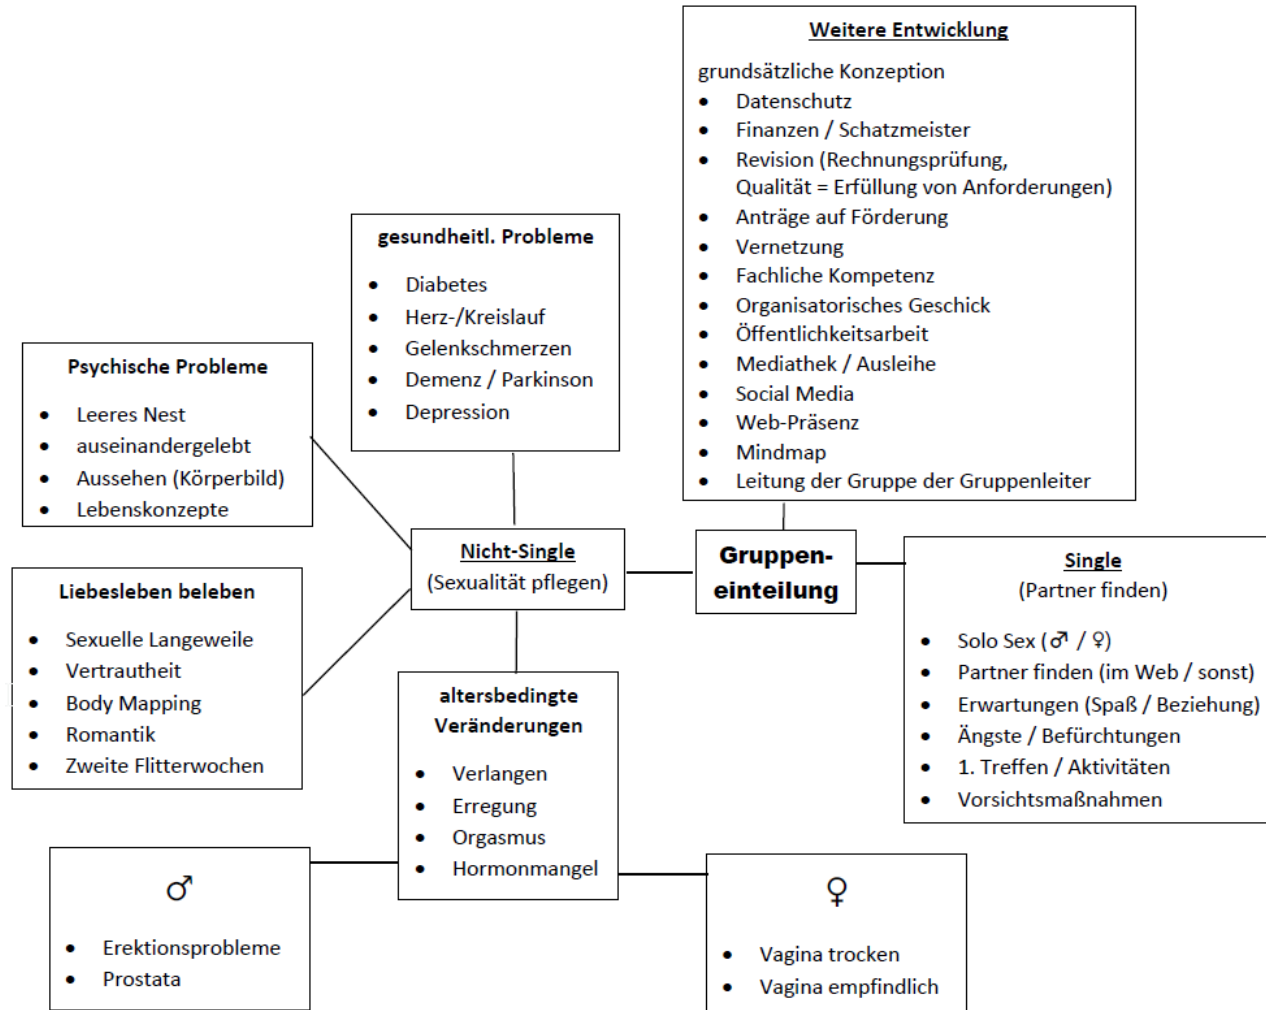 Weitere Entwicklung
grundsätzliche Konzeption
• Datenschutz
• Finanzen / Schatzmeister
• Revision (Rechnungsprüfung,
Qualität = Erfüllung von Anforderungen)
• Anträge auf Förderung
• Vernetzung
• Fachliche Kompetenz
• Organisatorisches Geschick
• Öffentlichkeitsarbeit
• Mediathek / Ausleihe
• Social Media
• Web-Präsenz
• Mindmap
• Leitung der Gruppe der Gruppenleiter
gesundheitl. Probleme
• Diabetes
• Herz-/Kreislauf
• Gelenkschmerzen
• Demenz / Parkinson
• Depression
Psychische Probleme
• Leeres Nest
• auseinandergelebt
• Aussehen (Körperbild)
• Lebenskonzepte
Nicht-Single
(Sexualität pflegen)
Gruppen-
einteilung
Single
(Partner finden)
• Solo Sex (♂ / ♀)
• Partner finden (im Web / sonst)
• Erwartungen (Spaß / Beziehung)
• Ängste / Befürchtungen
• 1. Treffen / Aktivitäten
• Vorsichtsmaßnahmen
Liebesleben beleben
• Sexuelle Langeweile
• Vertrautheit
• Body Mapping
• Romantik
• Zweite Flitterwochen
altersbedingte
Veränderungen
• Verlangen
• Erregung
• Orgasmus
• Hormonmangel
♂
• Erektionsprobleme
• Prostata
♀
• Vagina trocken
• Vagina empfindlich